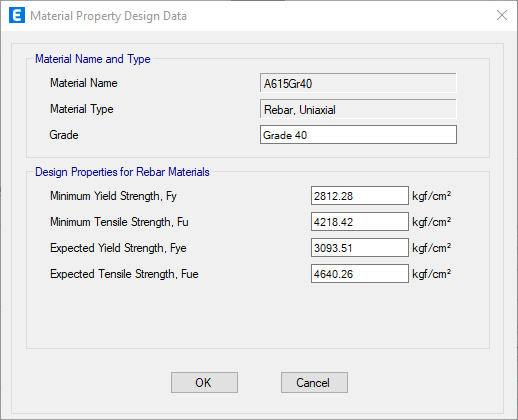 E Material Property Design Data
Material Name and Type
Material Name A615Gr40
Material Type Rebar, Uniaxial
Grade Grade 40
Design Properties for Rebar Materials
Minimum Yield Strength, Fy 2812.28 kgf/cm²
Minimum Tensile Strength, Fu 4218.42 kgf/cm²
Expected Yield Strength, Fye 3093.51 kgf/cm²
Expected Tensile Strength, Fue 4640.26 kgf/cm²
OK Cancel